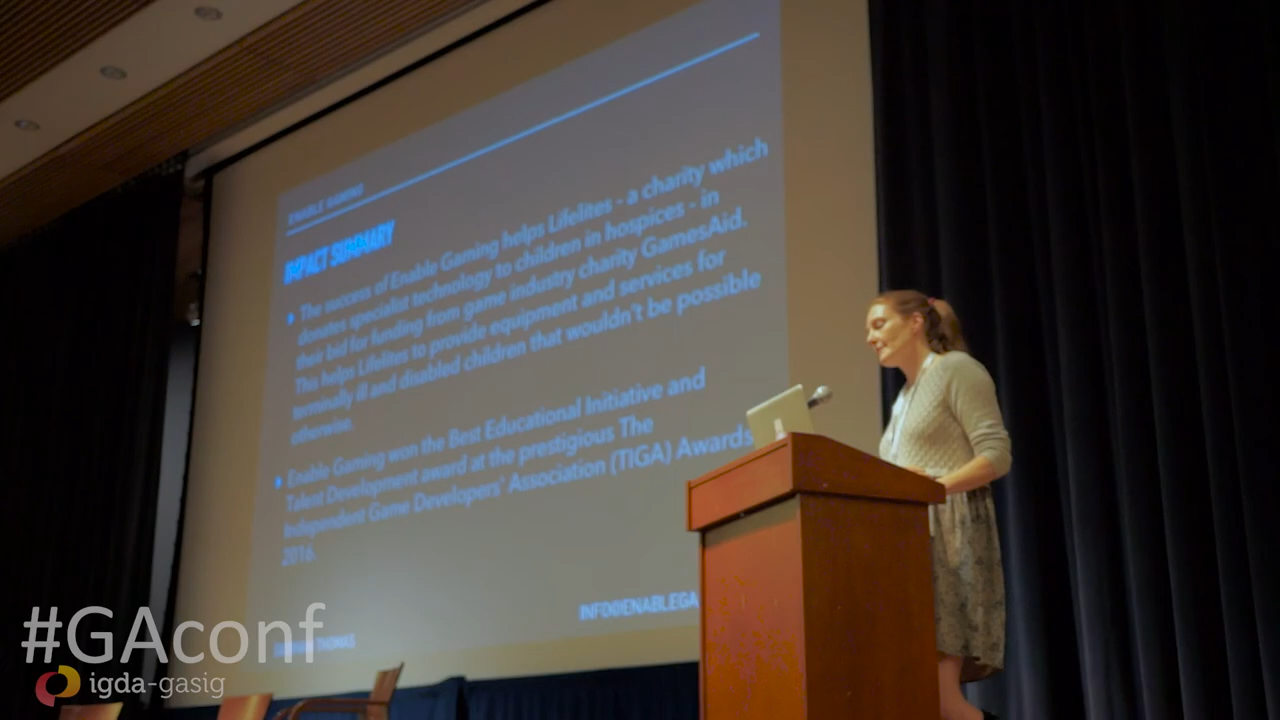 ENABLE GAMING
IMPACT SUMMARY
The success of Enable Gaming helps Lifelites - a charity which
donates specialist technology to children in hospices - in
their bid for funding from game industry charity GamesAid.
This helps Lifelites to provide equipment and services for
terminally ill and disabled children that wouldn't be possible
otherwise.
Enable Gaming won the Best Educational Initiative and
Talent Development award at the prestigious The
Independent Game Developers' Association (TIGA) Awards
2016.
INFO@ENABLEGA
#GAconf
igda-gasig